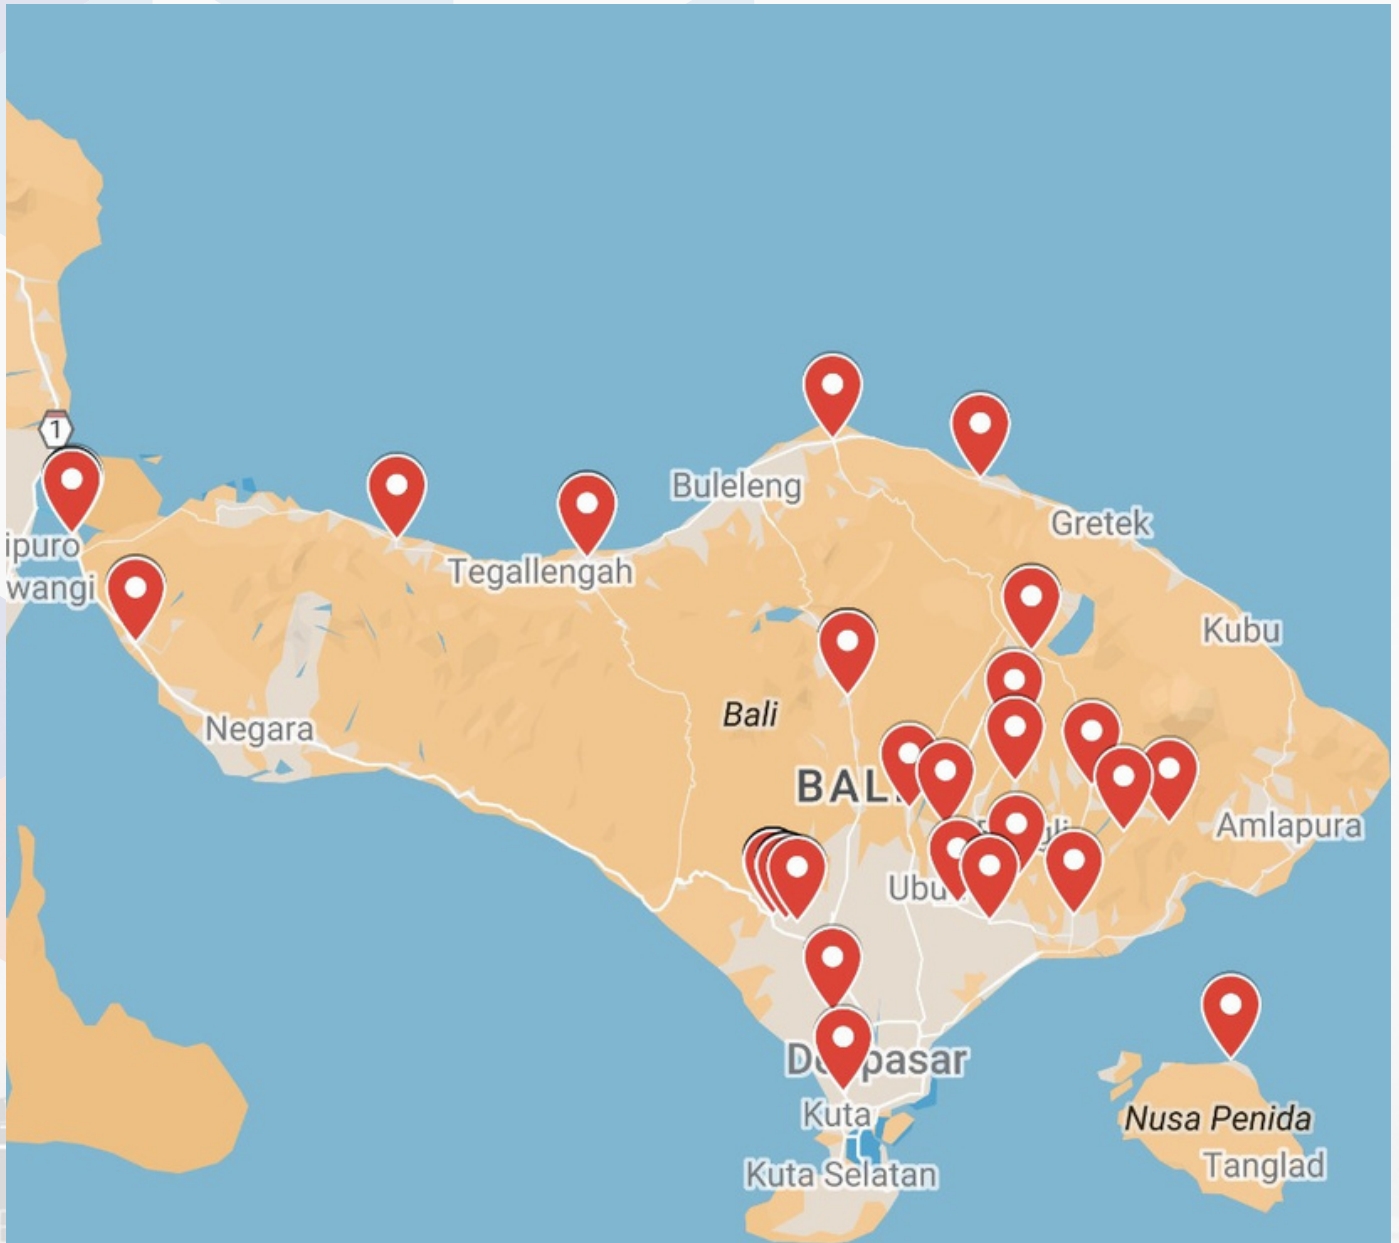 1
Buleleng
Gretek
ipuro
Tegallengah
wangi
Kubu
Bali
Negara
BAL
Amlapura
Ubu
Kuta
Nusa Penida
Tanglad
Kuta Selatan